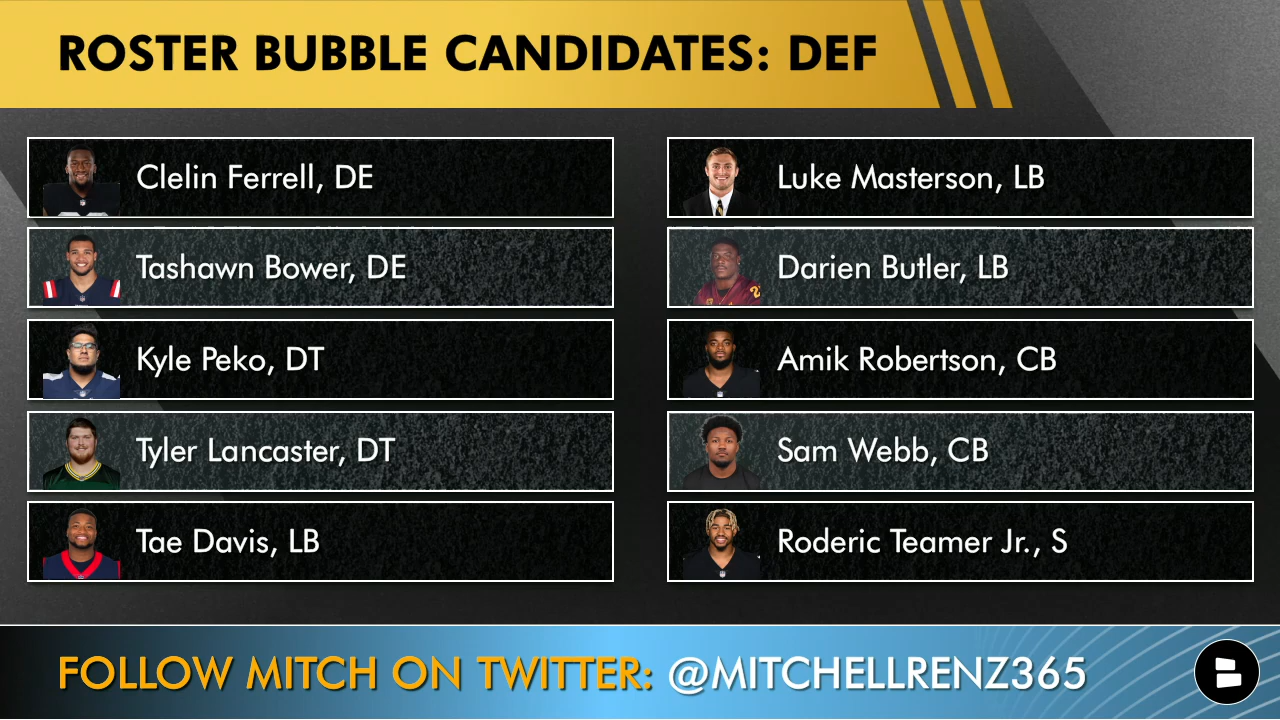 ROSTER BUBBLE CANDIDATES: DEF
Clelin Ferrell, DE
Tashawn Bower, DE
Kyle Peko, DT
Tyler Lancaster, DT
Tae Davis, LB
Luke Masterson, LB
Darien Butler, LB
Amik Robertson, CB
Sam Webb, CB
Roderic Teamer Jr., S
FOLLOW MITCH ON TWITTER: @MITCHELLRENZ365